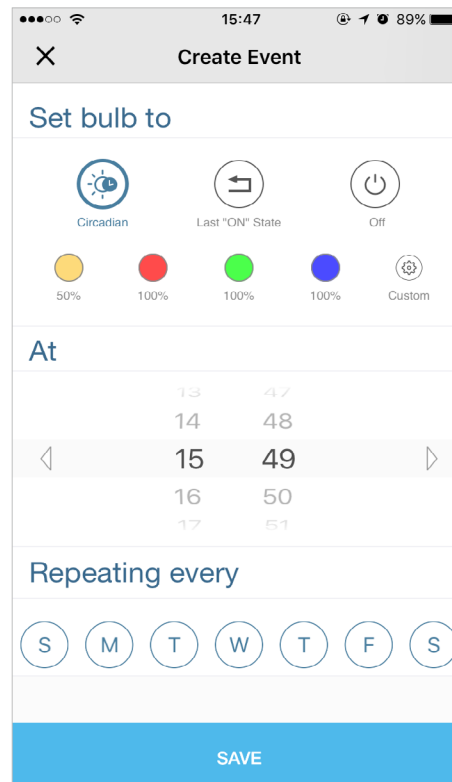 15:47 89%
Create Event
Set bulb to
Circadian Last "ON" State Off
50% 100% 100% 100% Custom
At
13 47
14 48
15 49
16 50
17 51
Repeating every
S M T W T F S
SAVE